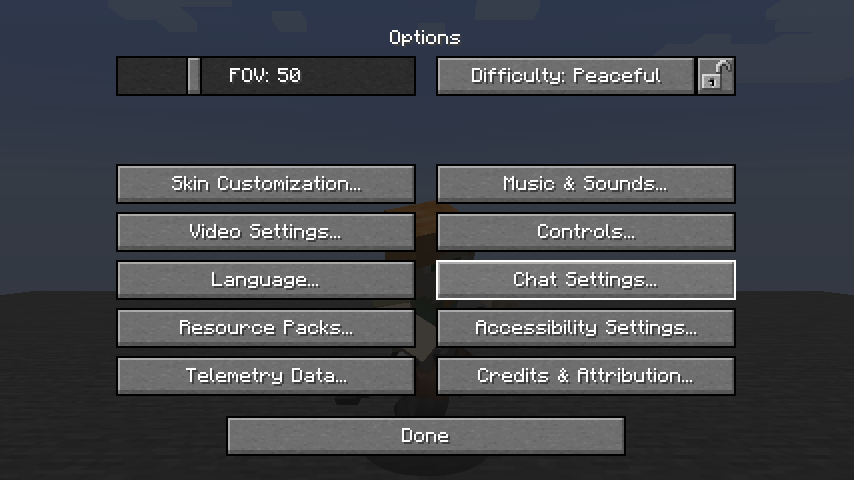 Options
FOV: 50
Difficulty: Peaceful
Skin Customization...
Music & Sounds...
Video Settings...
Controls...
Language...
Chat Settings...
Resource Packs...
Accessibility Settings...
Telemetry Data...
Credits & Attribution...
Done